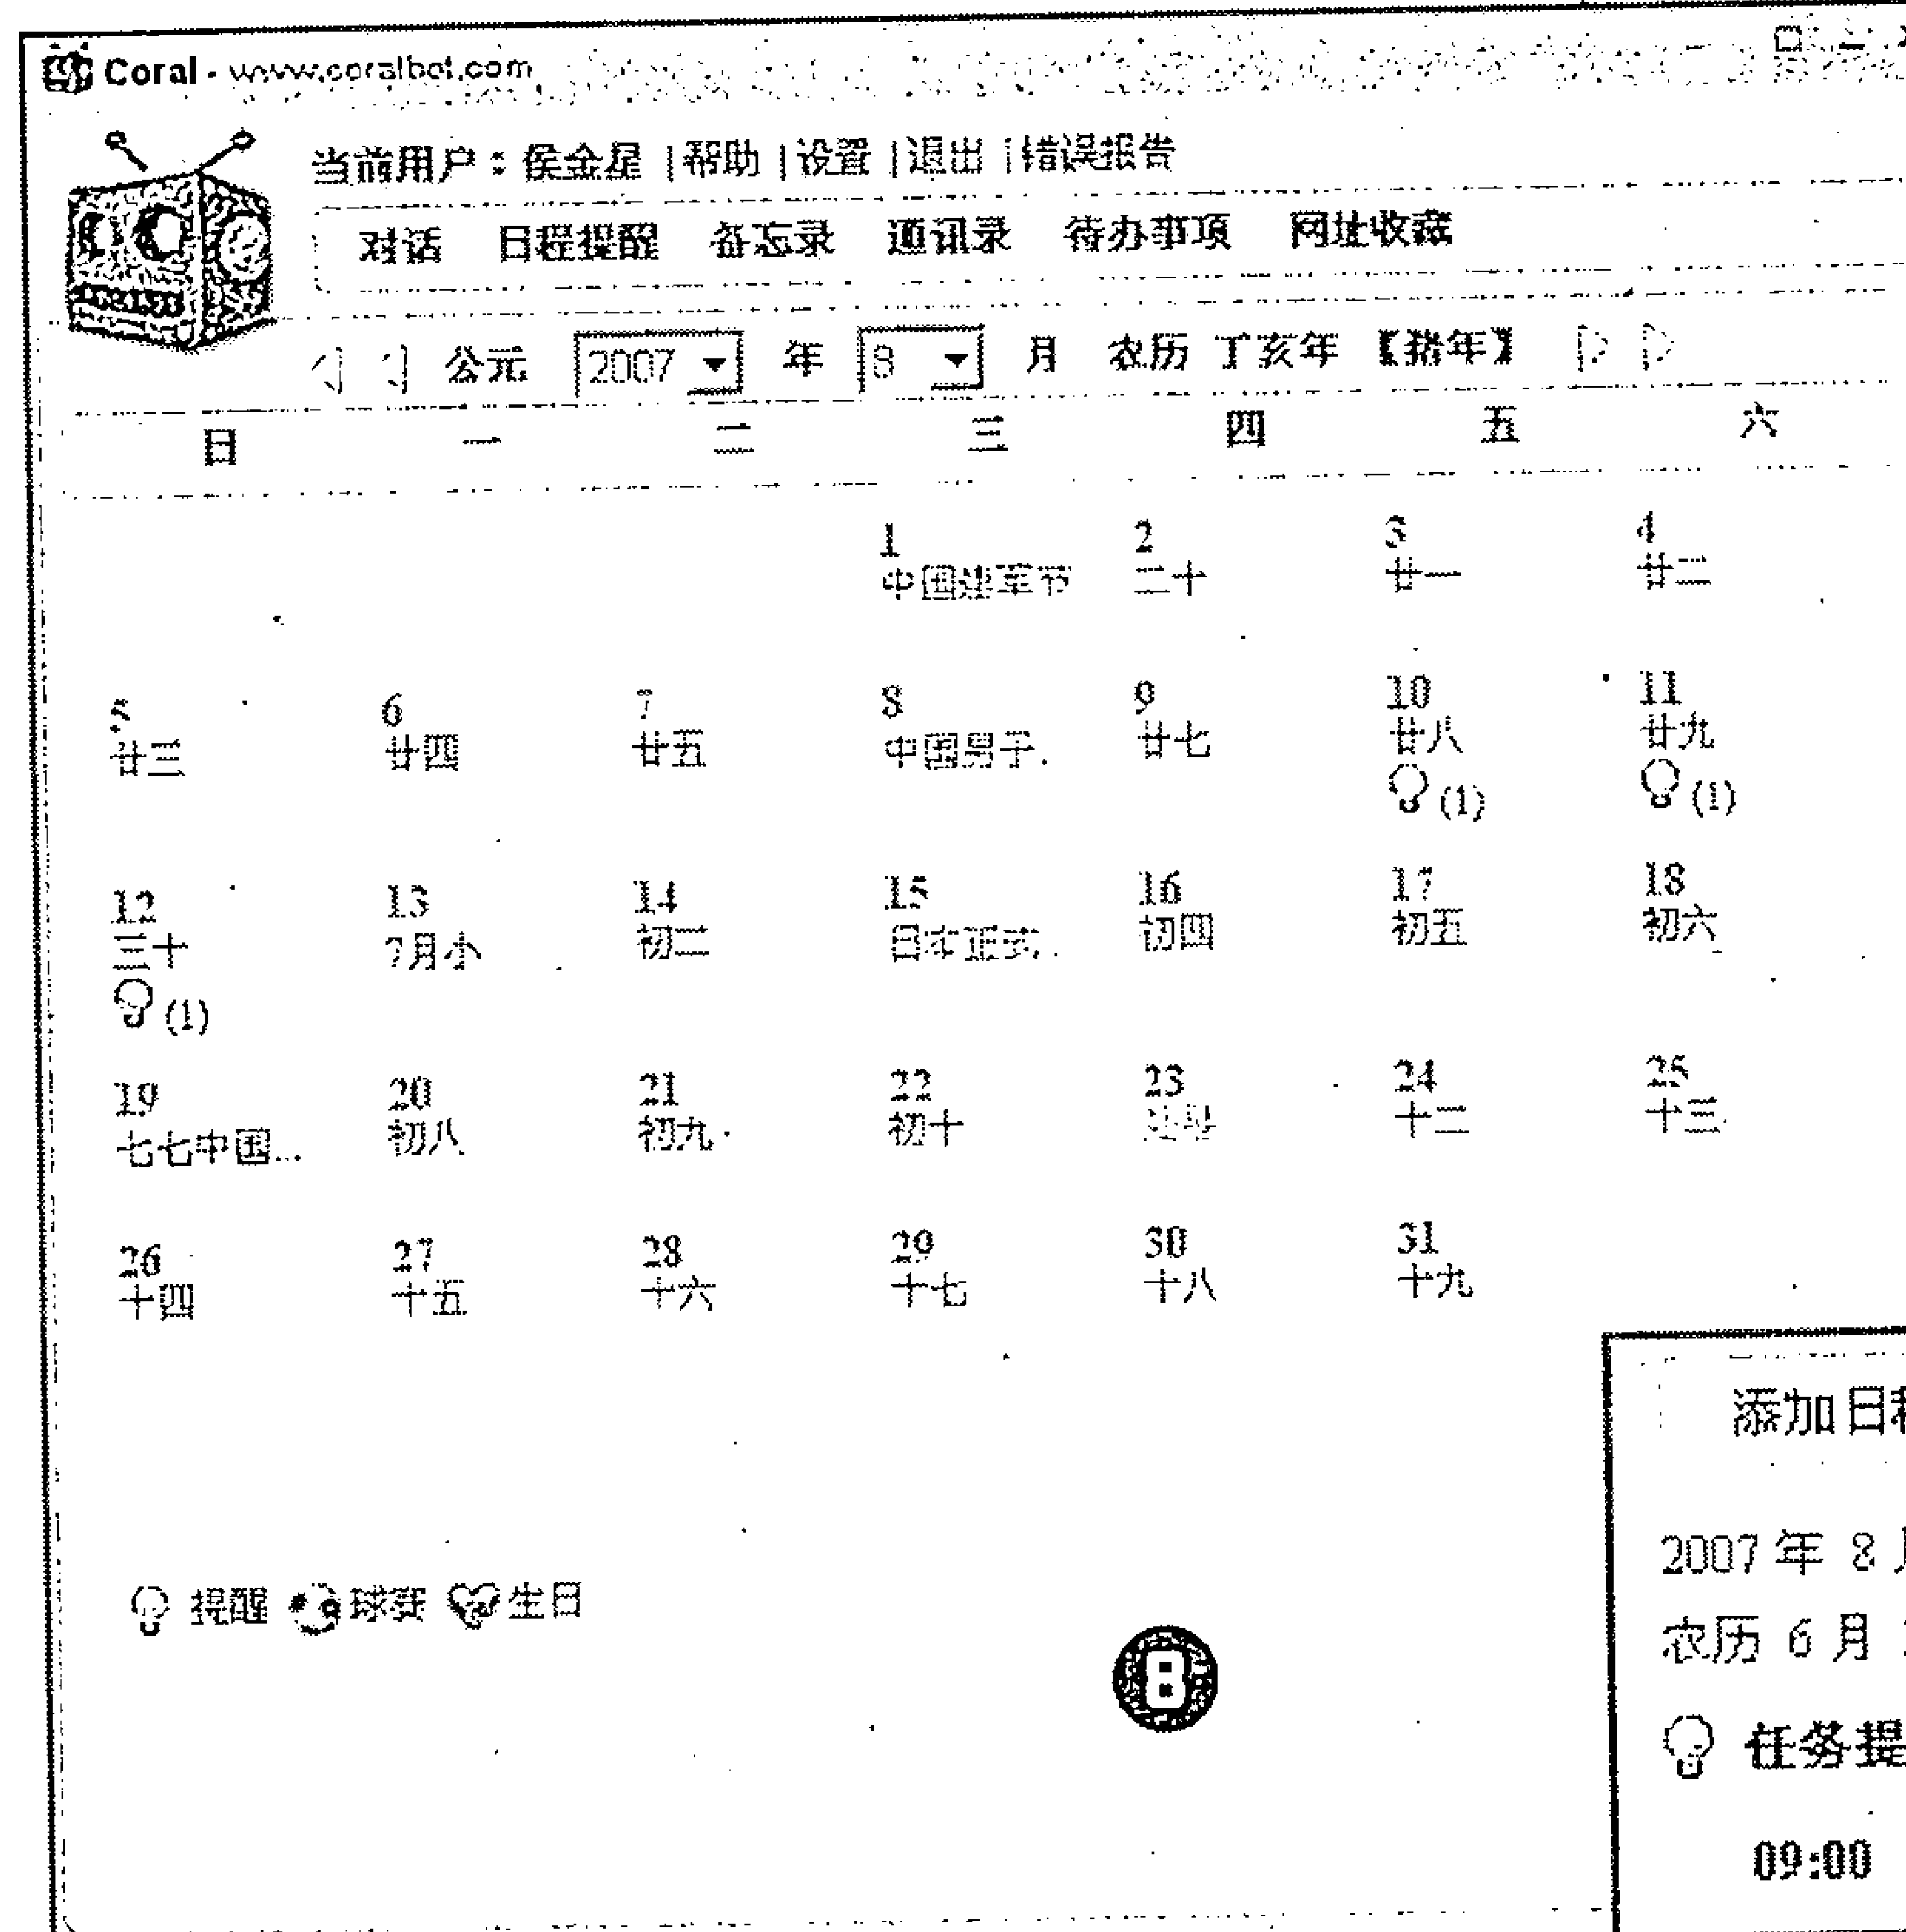 Coral - www.coralbot.com
当前用户：侯金星 |帮助 |设置 |退出 |错误报告
对话 日程提醒 备忘录 通讯录 待办事项 网址收藏
公元 2007 年 8 月 农历 丁亥年 【猪年】
日 一 二 三 四 五 六
1 2 3 4
中国建军节 二十 廿一 廿二
5 6 7 8 9 10 11
廿三 廿四 廿五 中国男子. 廿七 廿八 廿九
(1) (1)
12 13 14 15 16 17 18
三十 7月小 初二 日本正式. 初四 初五 初六
(1)
19 20 21 22 23 24 25
七七中国... 初八 初九 初十 处暑 十二 十三
26 27 28 29 30 31
十四 十五 十六 十七 十八 十九
提醒 球赛 生日
添加日程
2007 年 8 月
农历 6 月
任务提
09:00